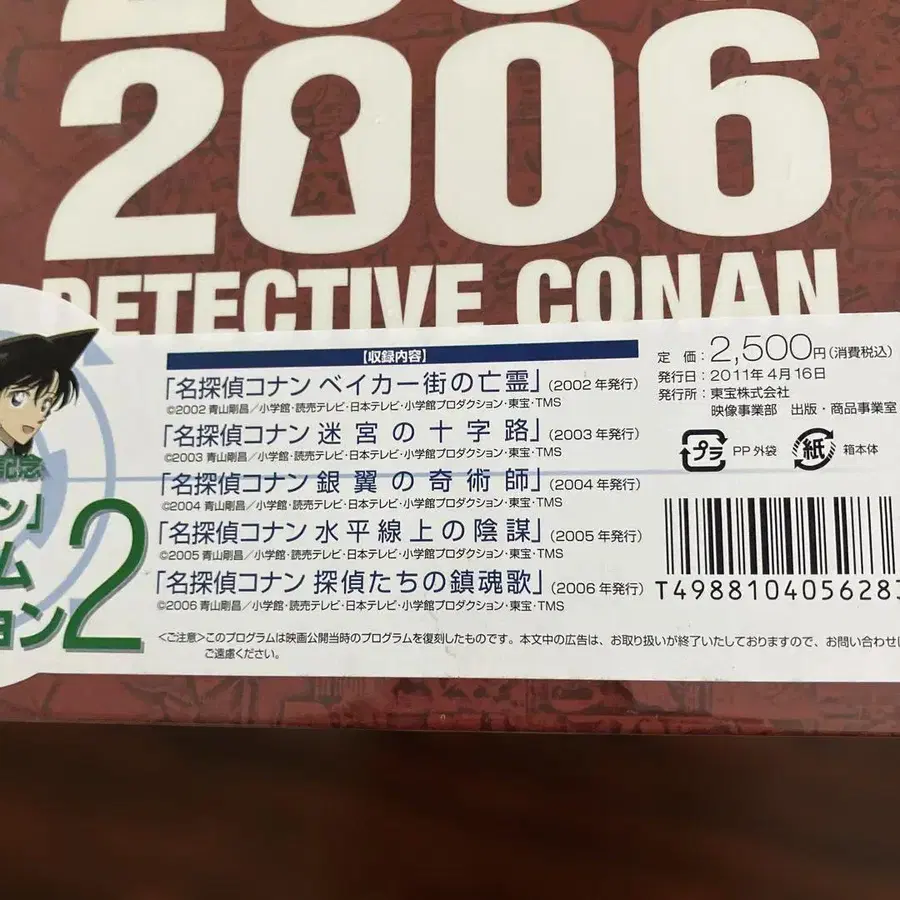 2006
DETECTIVE CONAN
【収録内容】
「名探偵コナン ベイカー街の亡霊」(2002年発行)
©2002 青山剛昌／小学館・読売テレビ・日本テレビ・小学館プロダクション・東宝・TMS
「名探偵コナン 迷宮の十字路」(2003年発行)
©2003 青山剛昌／小学館・読売テレビ・日本テレビ・小学館プロダクション・東宝・TMS
「名探偵コナン 銀翼の奇術師」(2004年発行)
©2004 青山剛昌／小学館・読売テレビ・日本テレビ・小学館プロダクション・東宝・TMS
「名探偵コナン 水平線上の陰謀」(2005年発行)
©2005 青山剛昌／小学館・読売テレビ・日本テレビ・小学館プロダクション・東宝・TMS
「名探偵コナン 探偵たちの鎮魂歌」(2006年発行)
©2006 青山剛昌／小学館・読売テレビ・日本テレビ・小学館プロダクション・東宝・TMS
<ご注意>このプログラムは映画公開当時のプログラムを復刻したものです。本文中の広告は、お取り扱いが終了いたしておりますので、お問い合わせ
ご遠慮ください。
定価：2,500円(消費税込)
発行日：2011年4月16日
発行所：東宝株式会社
映像事業部 出版・商品事業室
プラ PP外袋
紙 箱本体
T498810405628
記念
ン」
ム
ョン2